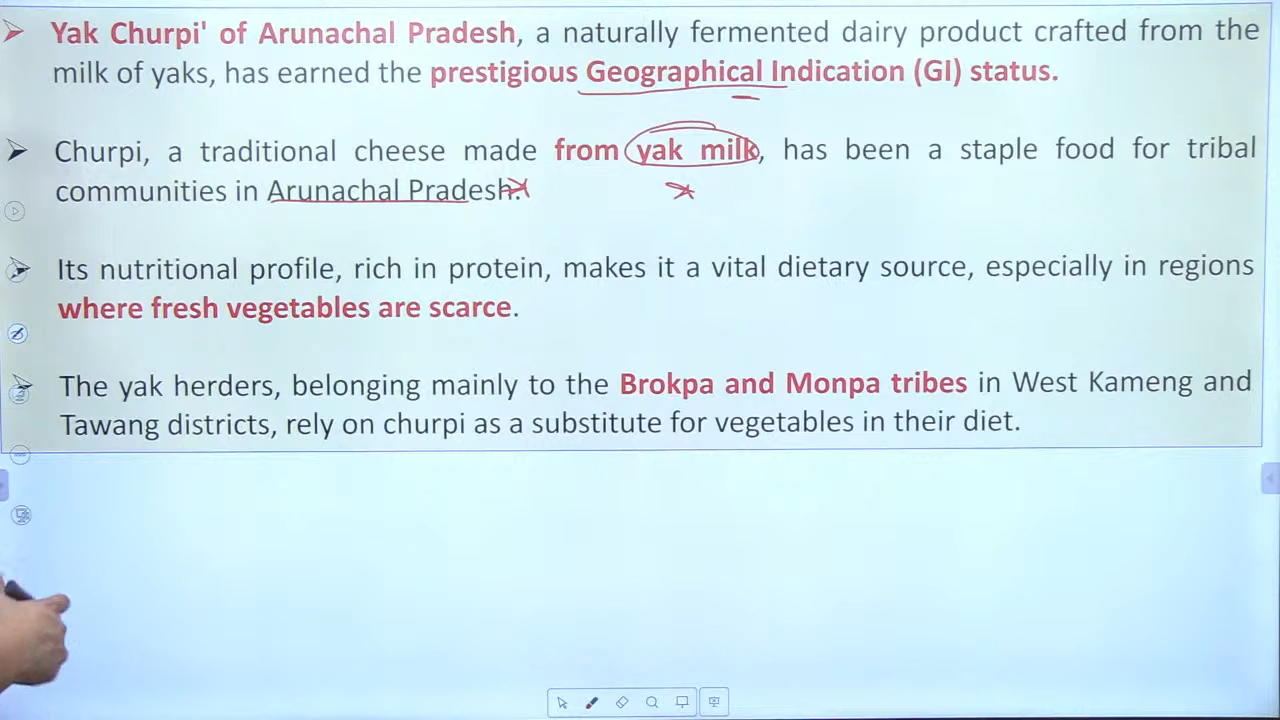 Yak Churpi' of Arunachal Pradesh, a naturally fermented dairy product crafted from the
milk of yaks, has earned the prestigious Geographical Indication (GI) status.
Churpi, a traditional cheese made from yak milk, has been a staple food for tribal
communities in Arunachal Pradesh.
Its nutritional profile, rich in protein, makes it a vital dietary source, especially in regions
where fresh vegetables are scarce.
The yak herders, belonging mainly to the Brokpa and Monpa tribes in West Kameng and
Tawang districts, rely on churpi as a substitute for vegetables in their diet.